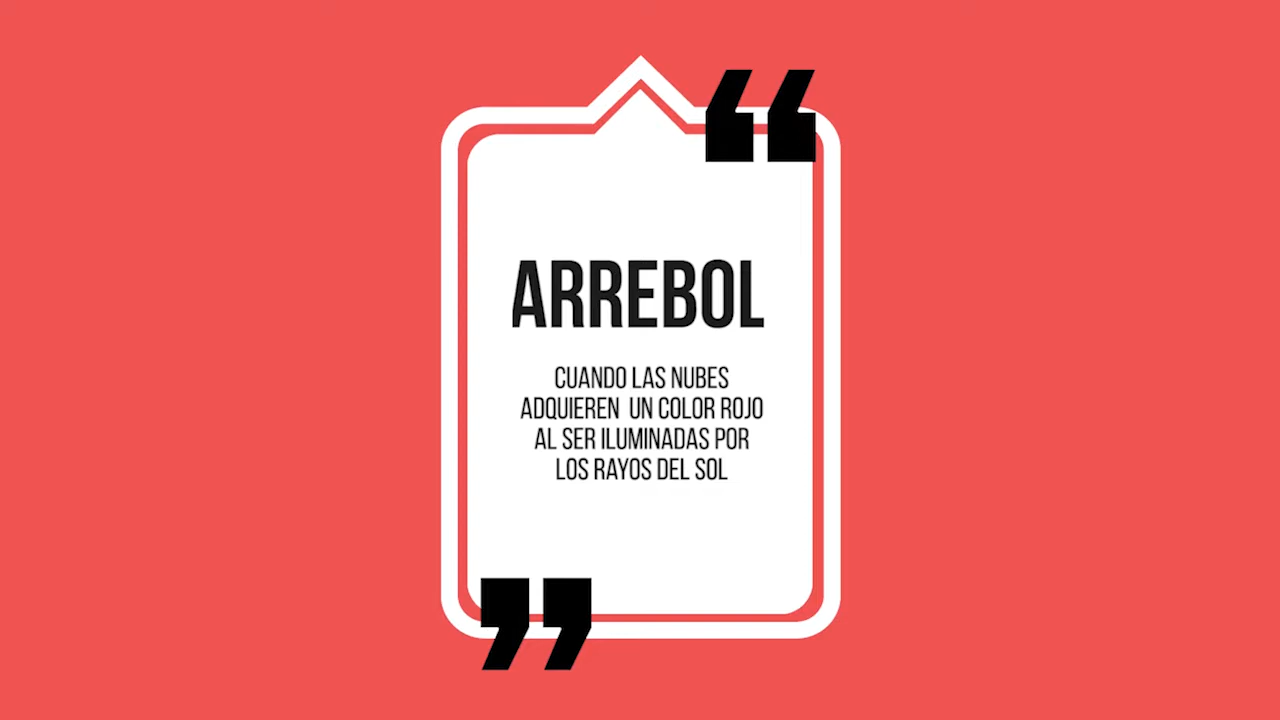 ARREBOL
CUANDO LAS NUBES
ADQUIEREN UN COLOR ROJO
AL SER ILUMINADAS POR
LOS RAYOS DEL SOL